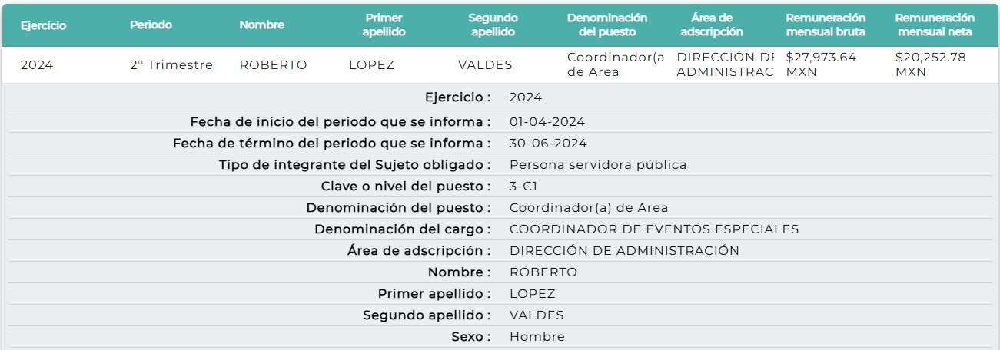 Ejercicio Periodo Nombre Primer apellido Segundo apellido Denominación del puesto Área de adscripción Remuneración mensual bruta Remuneración mensual neta
2024 2° Trimestre ROBERTO LOPEZ VALDES Coordinador(a de Area DIRECCIÓN DE ADMINISTRAC $27,973.64 MXN $20,252.78 MXN
Ejercicio : 2024
Fecha de inicio del periodo que se informa : 01-04-2024
Fecha de término del periodo que se informa : 30-06-2024
Tipo de integrante del Sujeto obligado : Persona servidora pública
Clave o nivel del puesto : 3-C1
Denominación del puesto : Coordinador(a) de Area
Denominación del cargo : COORDINADOR DE EVENTOS ESPECIALES
Área de adscripción : DIRECCIÓN DE ADMINISTRACIÓN
Nombre : ROBERTO
Primer apellido : LOPEZ
Segundo apellido : VALDES
Sexo : Hombre